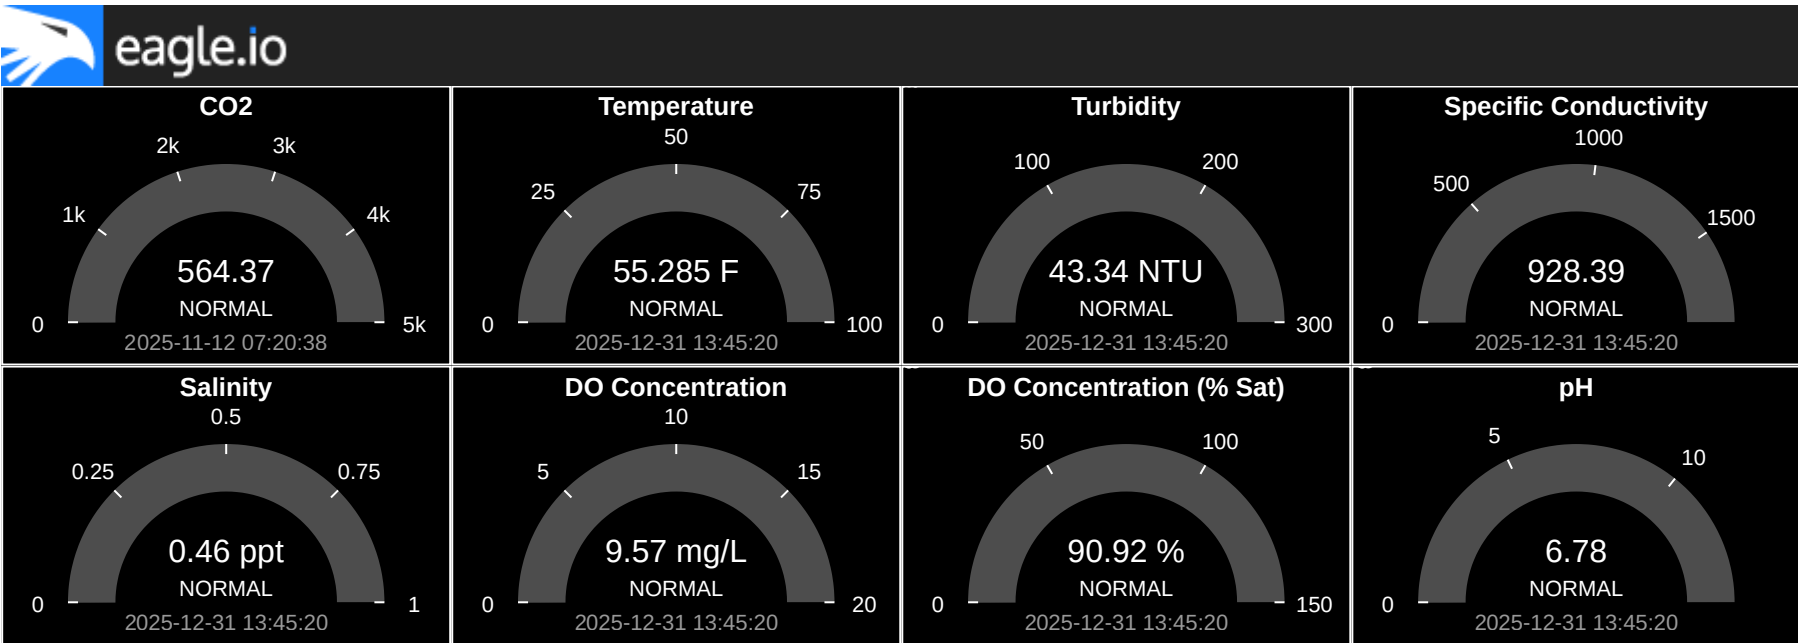 eagle.io
CO2
2k
3k
1k
4k
564.37
NORMAL
0
5k
2025-11-12 07:20:38
Temperature
50
25
75
55.285 F
NORMAL
0
100
2025-12-31 13:45:20
Turbidity
100
200
43.34 NTU
NORMAL
0
300
2025-12-31 13:45:20
Specific Conductivity
1000
500
1500
928.39
NORMAL
0
2025-12-31 13:45:20
Salinity
0.5
0.25
0.75
0.46 ppt
NORMAL
0
1
2025-12-31 13:45:20
DO Concentration
10
5
15
9.57 mg/L
NORMAL
0
20
2025-12-31 13:45:20
DO Concentration (% Sat)
50
100
90.92 %
NORMAL
0
150
2025-12-31 13:45:20
pH
5
10
6.78
NORMAL
0
2025-12-31 13:45:20